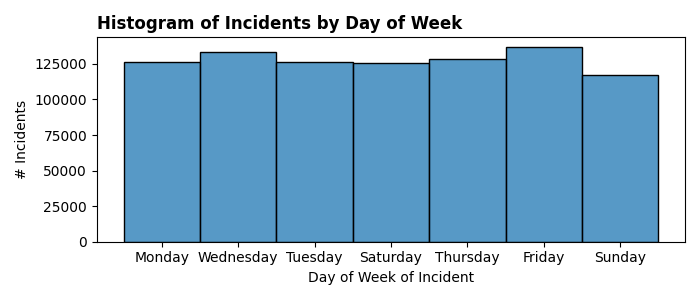 Histogram of Incidents by Day of Week
125000
100000
75000
50000
25000
0
# Incidents
Monday Wednesday Tuesday Saturday Thursday Friday Sunday
Day of Week of Incident